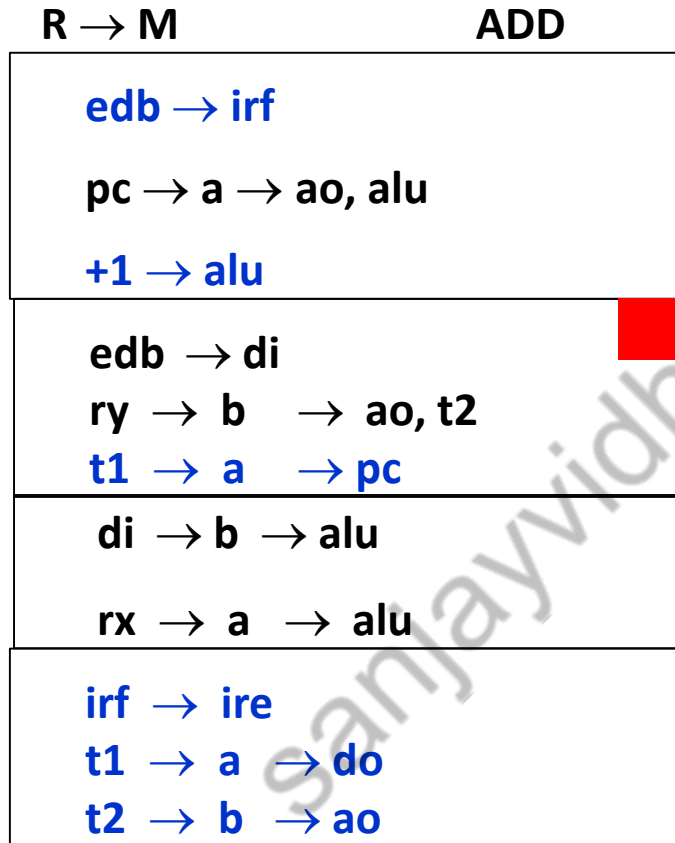 R → M ADD
edb → irf
pc → a → ao, alu
+1 → alu
edb → di
ry → b → ao, t2
t1 → a → pc
di → b → alu
rx → a → alu
irf → ire
t1 → a → do
t2 → b → ao